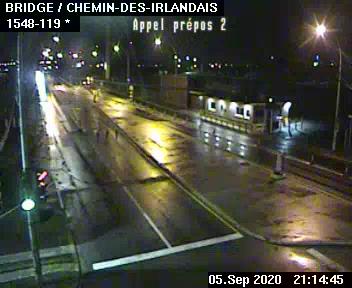 BRIDGE / CHEMIN-DES-IRLANDAIS
1548-119 *
Appel prépos 2
05.Sep 2020 21:14:45